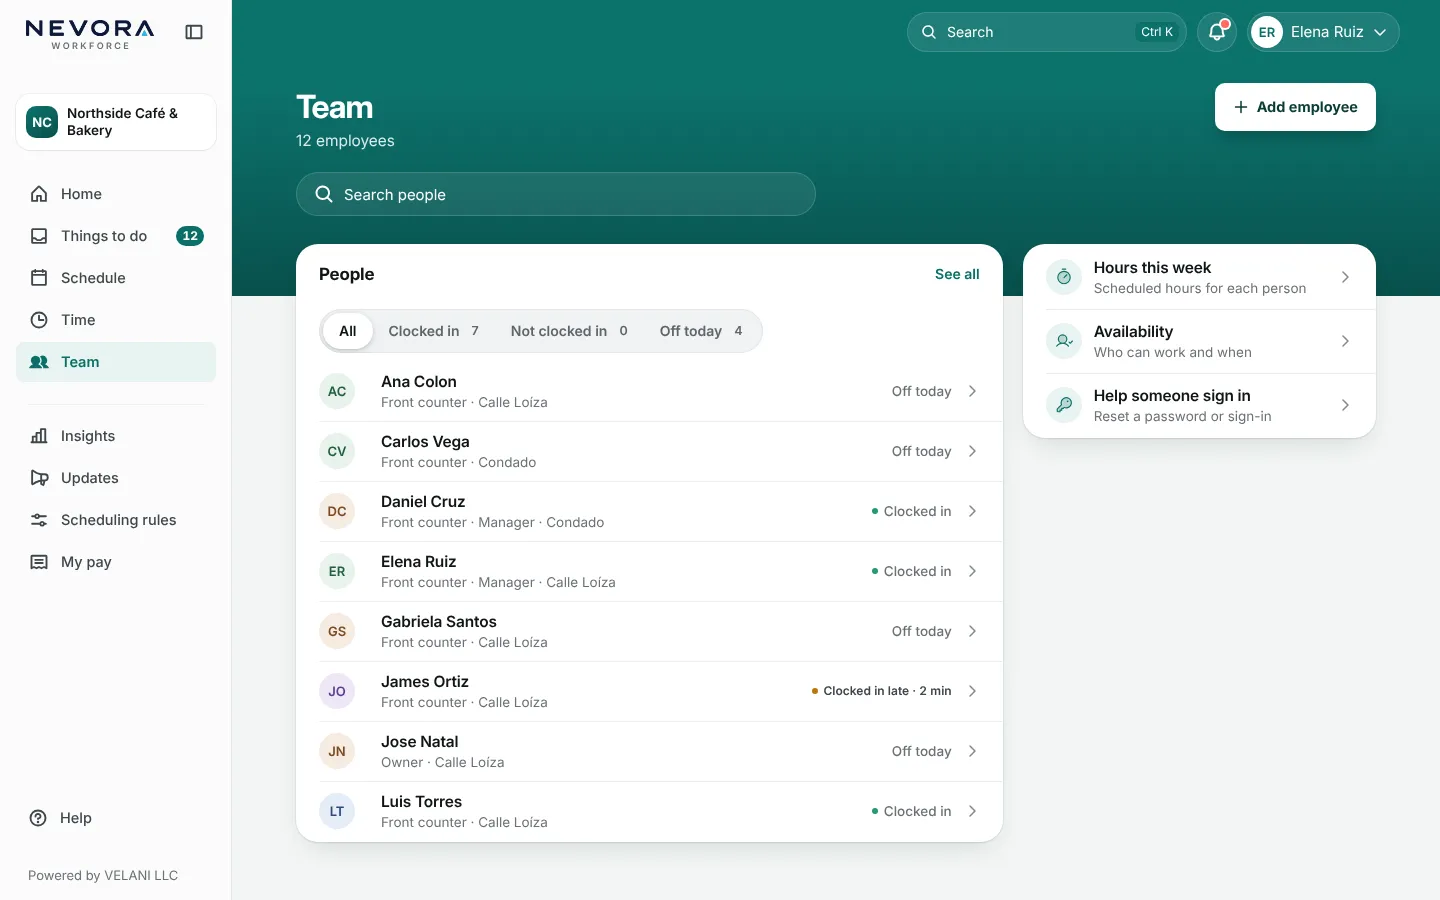 NEVORA
WORKFORCE
NC
Northside Café &
Bakery
Home
Things to do 12
Schedule
Time
Team
Insights
Updates
Scheduling rules
My pay
Help
Powered by VELANI LLC
Search Ctrl K
ER Elena Ruiz
Team
12 employees
Add employee
Search people
People See all
All Clocked in 7 Not clocked in 0 Off today 4
AC Ana Colon
Front counter · Calle Loíza
Off today
CV Carlos Vega
Front counter · Condado
Off today
DC Daniel Cruz
Front counter · Manager · Condado
Clocked in
ER Elena Ruiz
Front counter · Manager · Calle Loíza
Clocked in
GS Gabriela Santos
Front counter · Calle Loíza
Off today
JO James Ortiz
Front counter · Calle Loíza
Clocked in late · 2 min
JN Jose Natal
Owner · Calle Loíza
Off today
LT Luis Torres
Front counter · Calle Loíza
Clocked in
Hours this week
Scheduled hours for each person
Availability
Who can work and when
Help someone sign in
Reset a password or sign-in